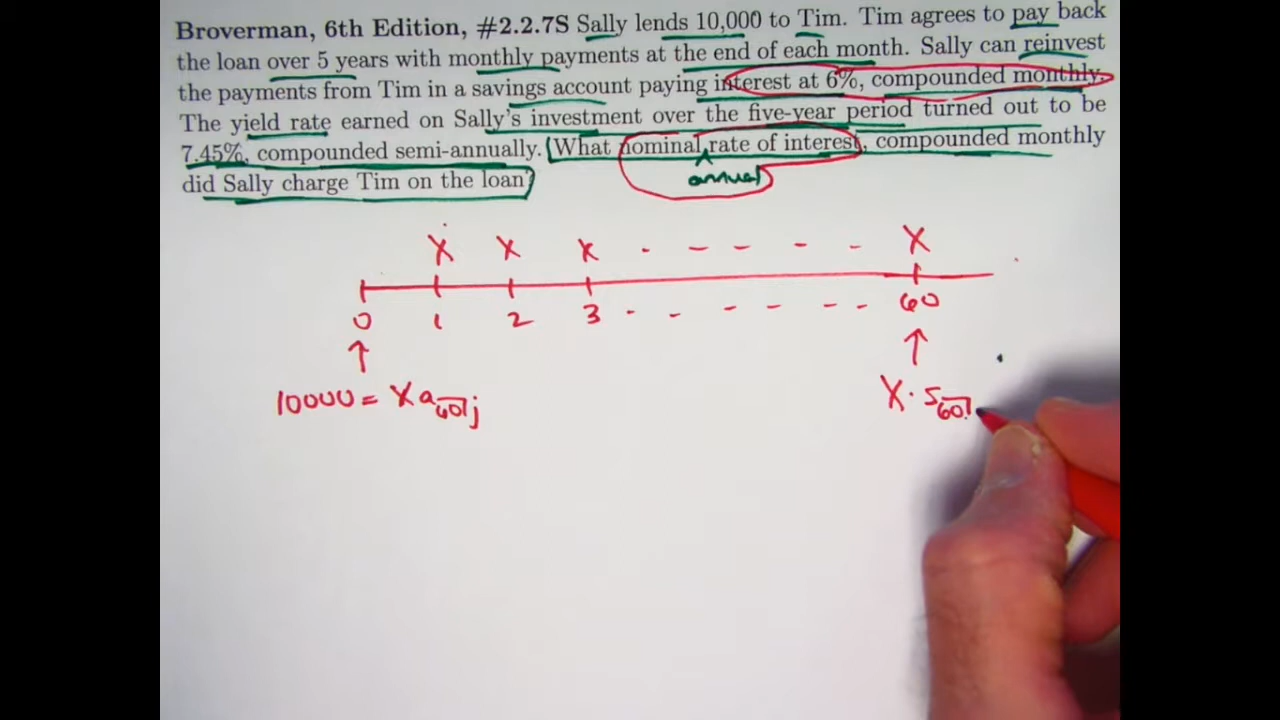 Broverman, 6th Edition, #2.2.7S Sally lends 10,000 to Tim. Tim agrees to pay back
the loan over 5 years with monthly payments at the end of each month. Sally can reinvest
the payments from Tim in a savings account paying interest at 6%, compounded monthly.
The yield rate earned on Sally's investment over the five-year period turned out to be
7.45%, compounded semi-annually. What nominal rate of interest, compounded monthly
annual
did Sally charge Tim on the loan?
X X X - - - - - X
0 1 2 3 - - - - - - 60
10000 = X a60⌉j X · s60⌉